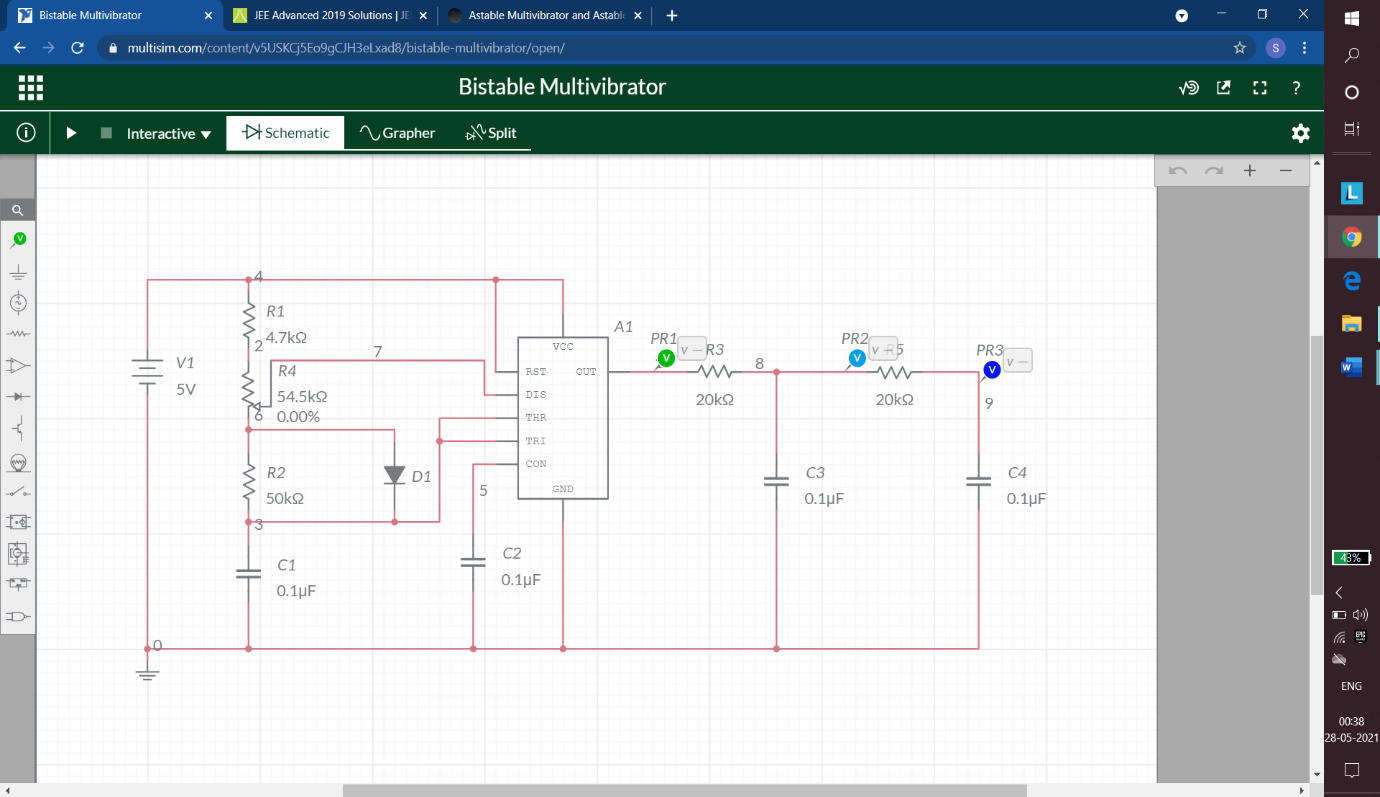 Bistable Multivibrator
JEE Advanced 2019 Solutions | JE
Astable Multivibrator and Astable
multisim.com/content/v5USKCj5Eo9gCJH3eLxad8/bistable-multivibrator/open/
S
Bistable Multivibrator
?
Interactive
Schematic
Grapher
Split
L
V
4
R1
4.7kΩ
2
7
R4
54.5kΩ
0.00%
6
V1
5V
R2
50kΩ
D1
3
C1
0.1µF
0
5
C2
0.1µF
A1
VCC
RST
OUT
DIS
THR
TRI
CON
GND
PR1
V
V –
R3
20kΩ
8
PR2
V
V –
R5
20kΩ
PR3
V
V –
9
C3
0.1µF
C4
0.1µF
43%
ENG
00:38
28-05-2021